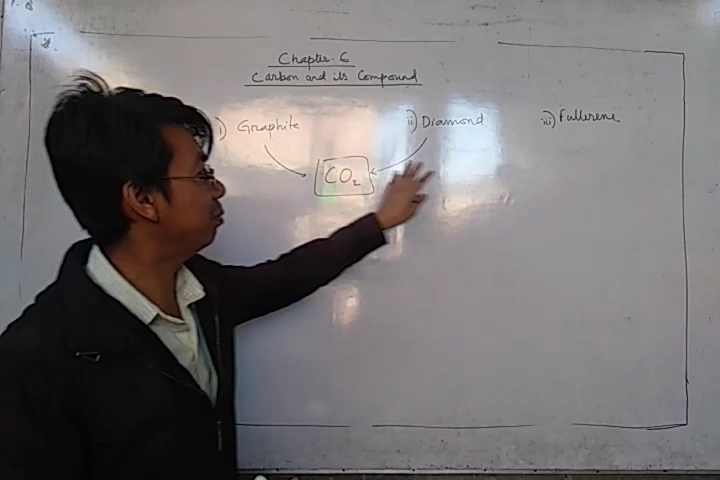 Chapter. 6
Carbon and its Compound
i) Graphite
ii) Diamond
iii) Fullerene
CO₂